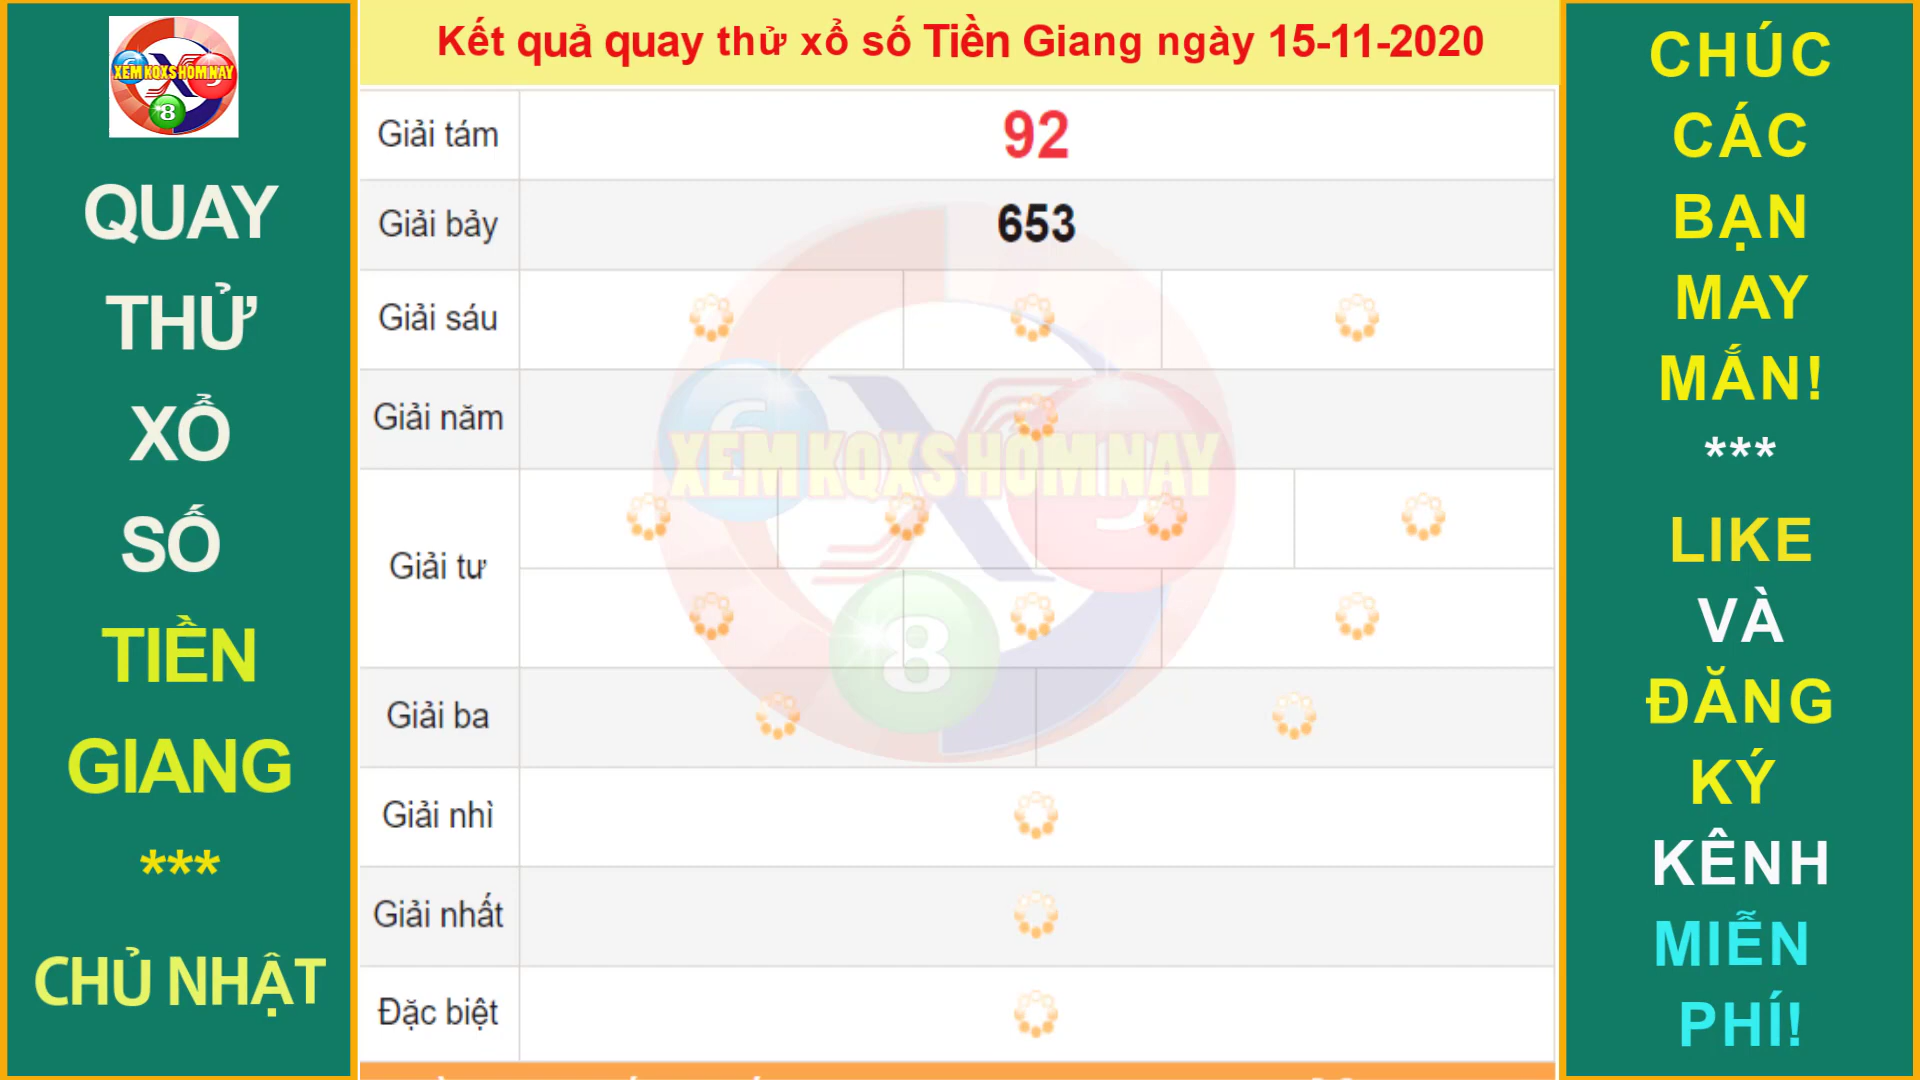 XEM KQXS HOM NAY
8
QUAY
THỬ
XỔ
SỐ
TIỀN
GIANG
***
CHỦ NHẬT
Kết quả quay thử xổ số Tiền Giang ngày 15-11-2020
Giải tám 92
Giải bảy 653
Giải sáu
Giải năm
XEM KQXS HOM NAY
Giải tư
8
Giải ba
Giải nhì
Giải nhất
Đặc biệt
CHÚC
CÁC
BẠN
MAY
MẮN!
***
LIKE
VÀ
ĐĂNG
KÝ
KÊNH
MIỄN
PHÍ!